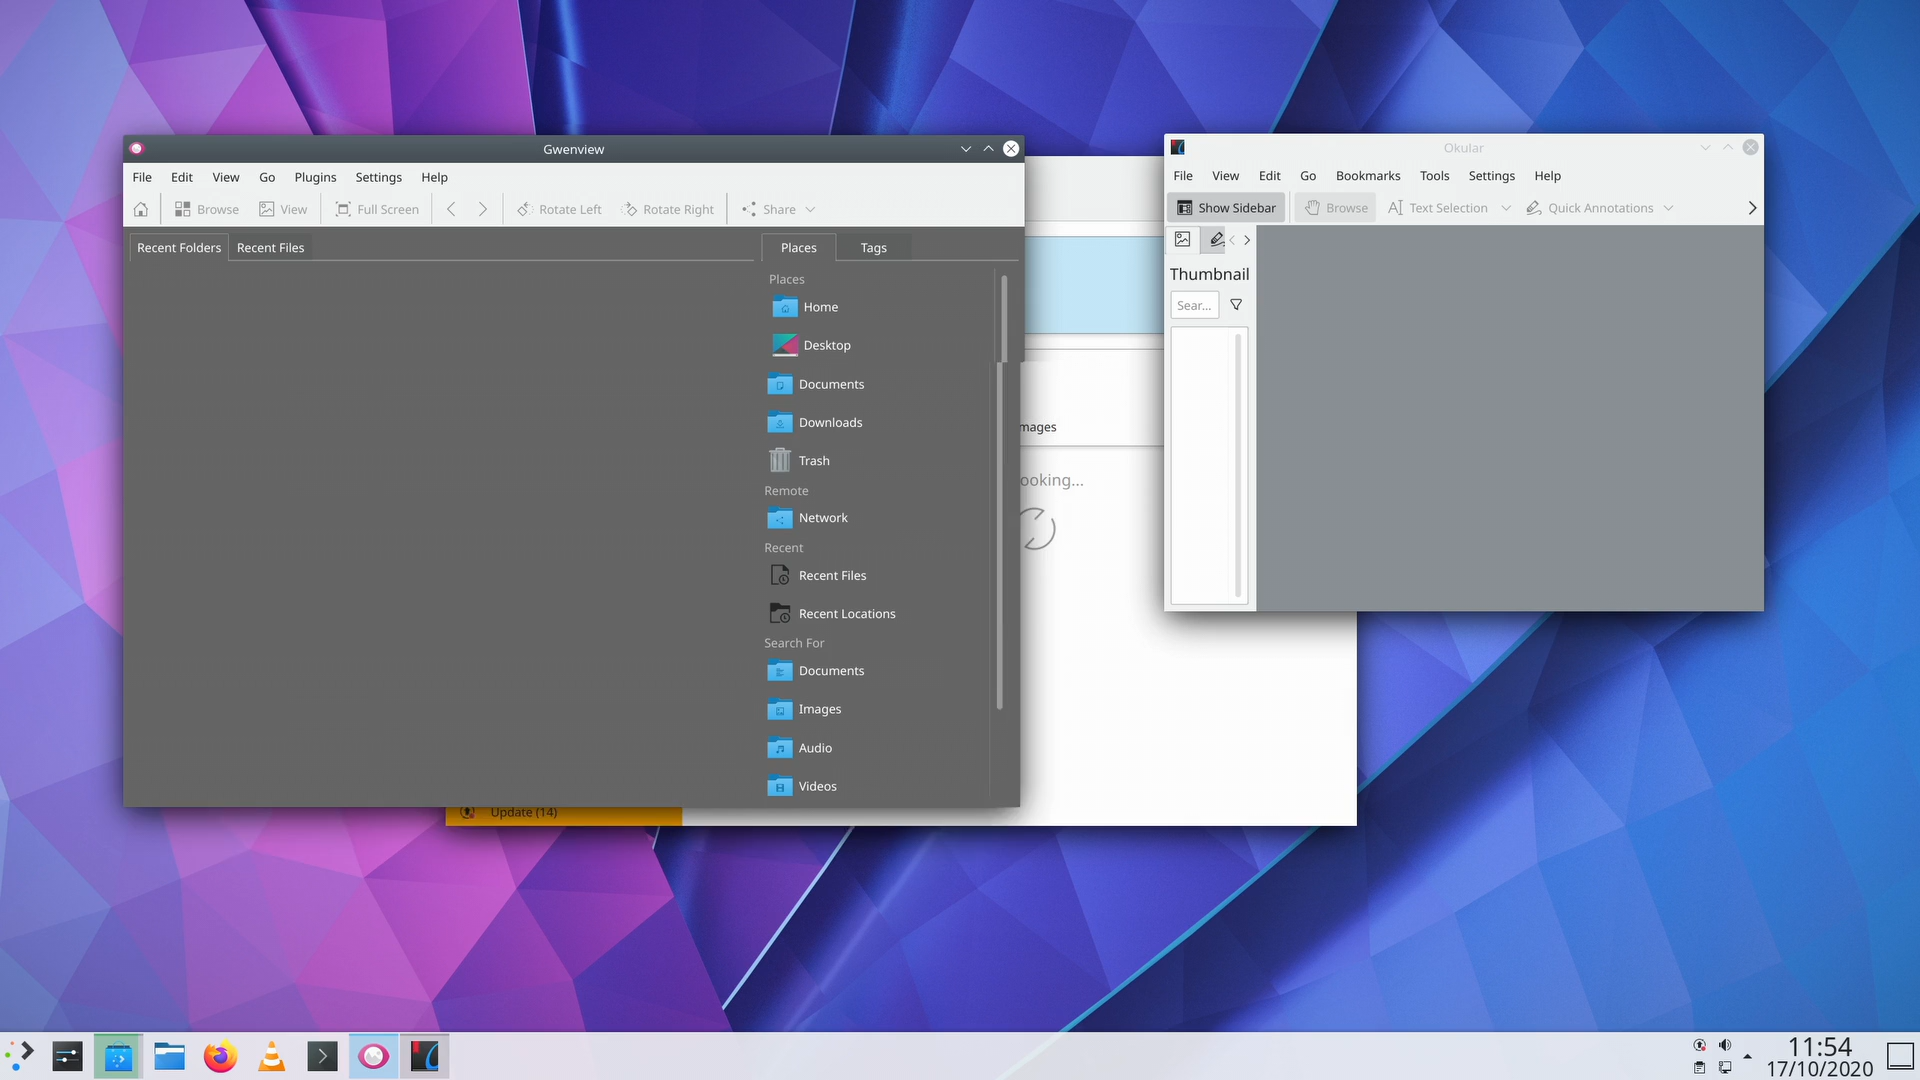 Gwenview
File Edit View Go Plugins Settings Help
Browse View Full Screen Rotate Left Rotate Right Share
Recent Folders Recent Files
Places Tags
Places
Home
Desktop
Documents
Downloads
Trash
Remote
Network
Recent
Recent Files
Recent Locations
Search For
Documents
Images
Audio
Videos
mages
ooking...
Update (14)
Okular
File View Edit Go Bookmarks Tools Settings Help
Show Sidebar Browse Text Selection Quick Annotations
Thumbnail
Sear...
11:54
17/10/2020